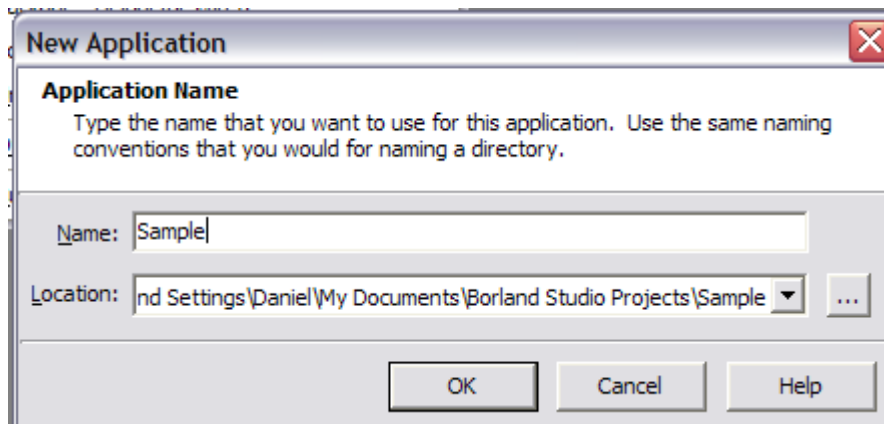 New Application
Application Name
Type the name that you want to use for this application. Use the same naming
conventions that you would for naming a directory.
Name: Sample
Location: nd Settings\Daniel\My Documents\Borland Studio Projects\Sample ...
OK Cancel Help